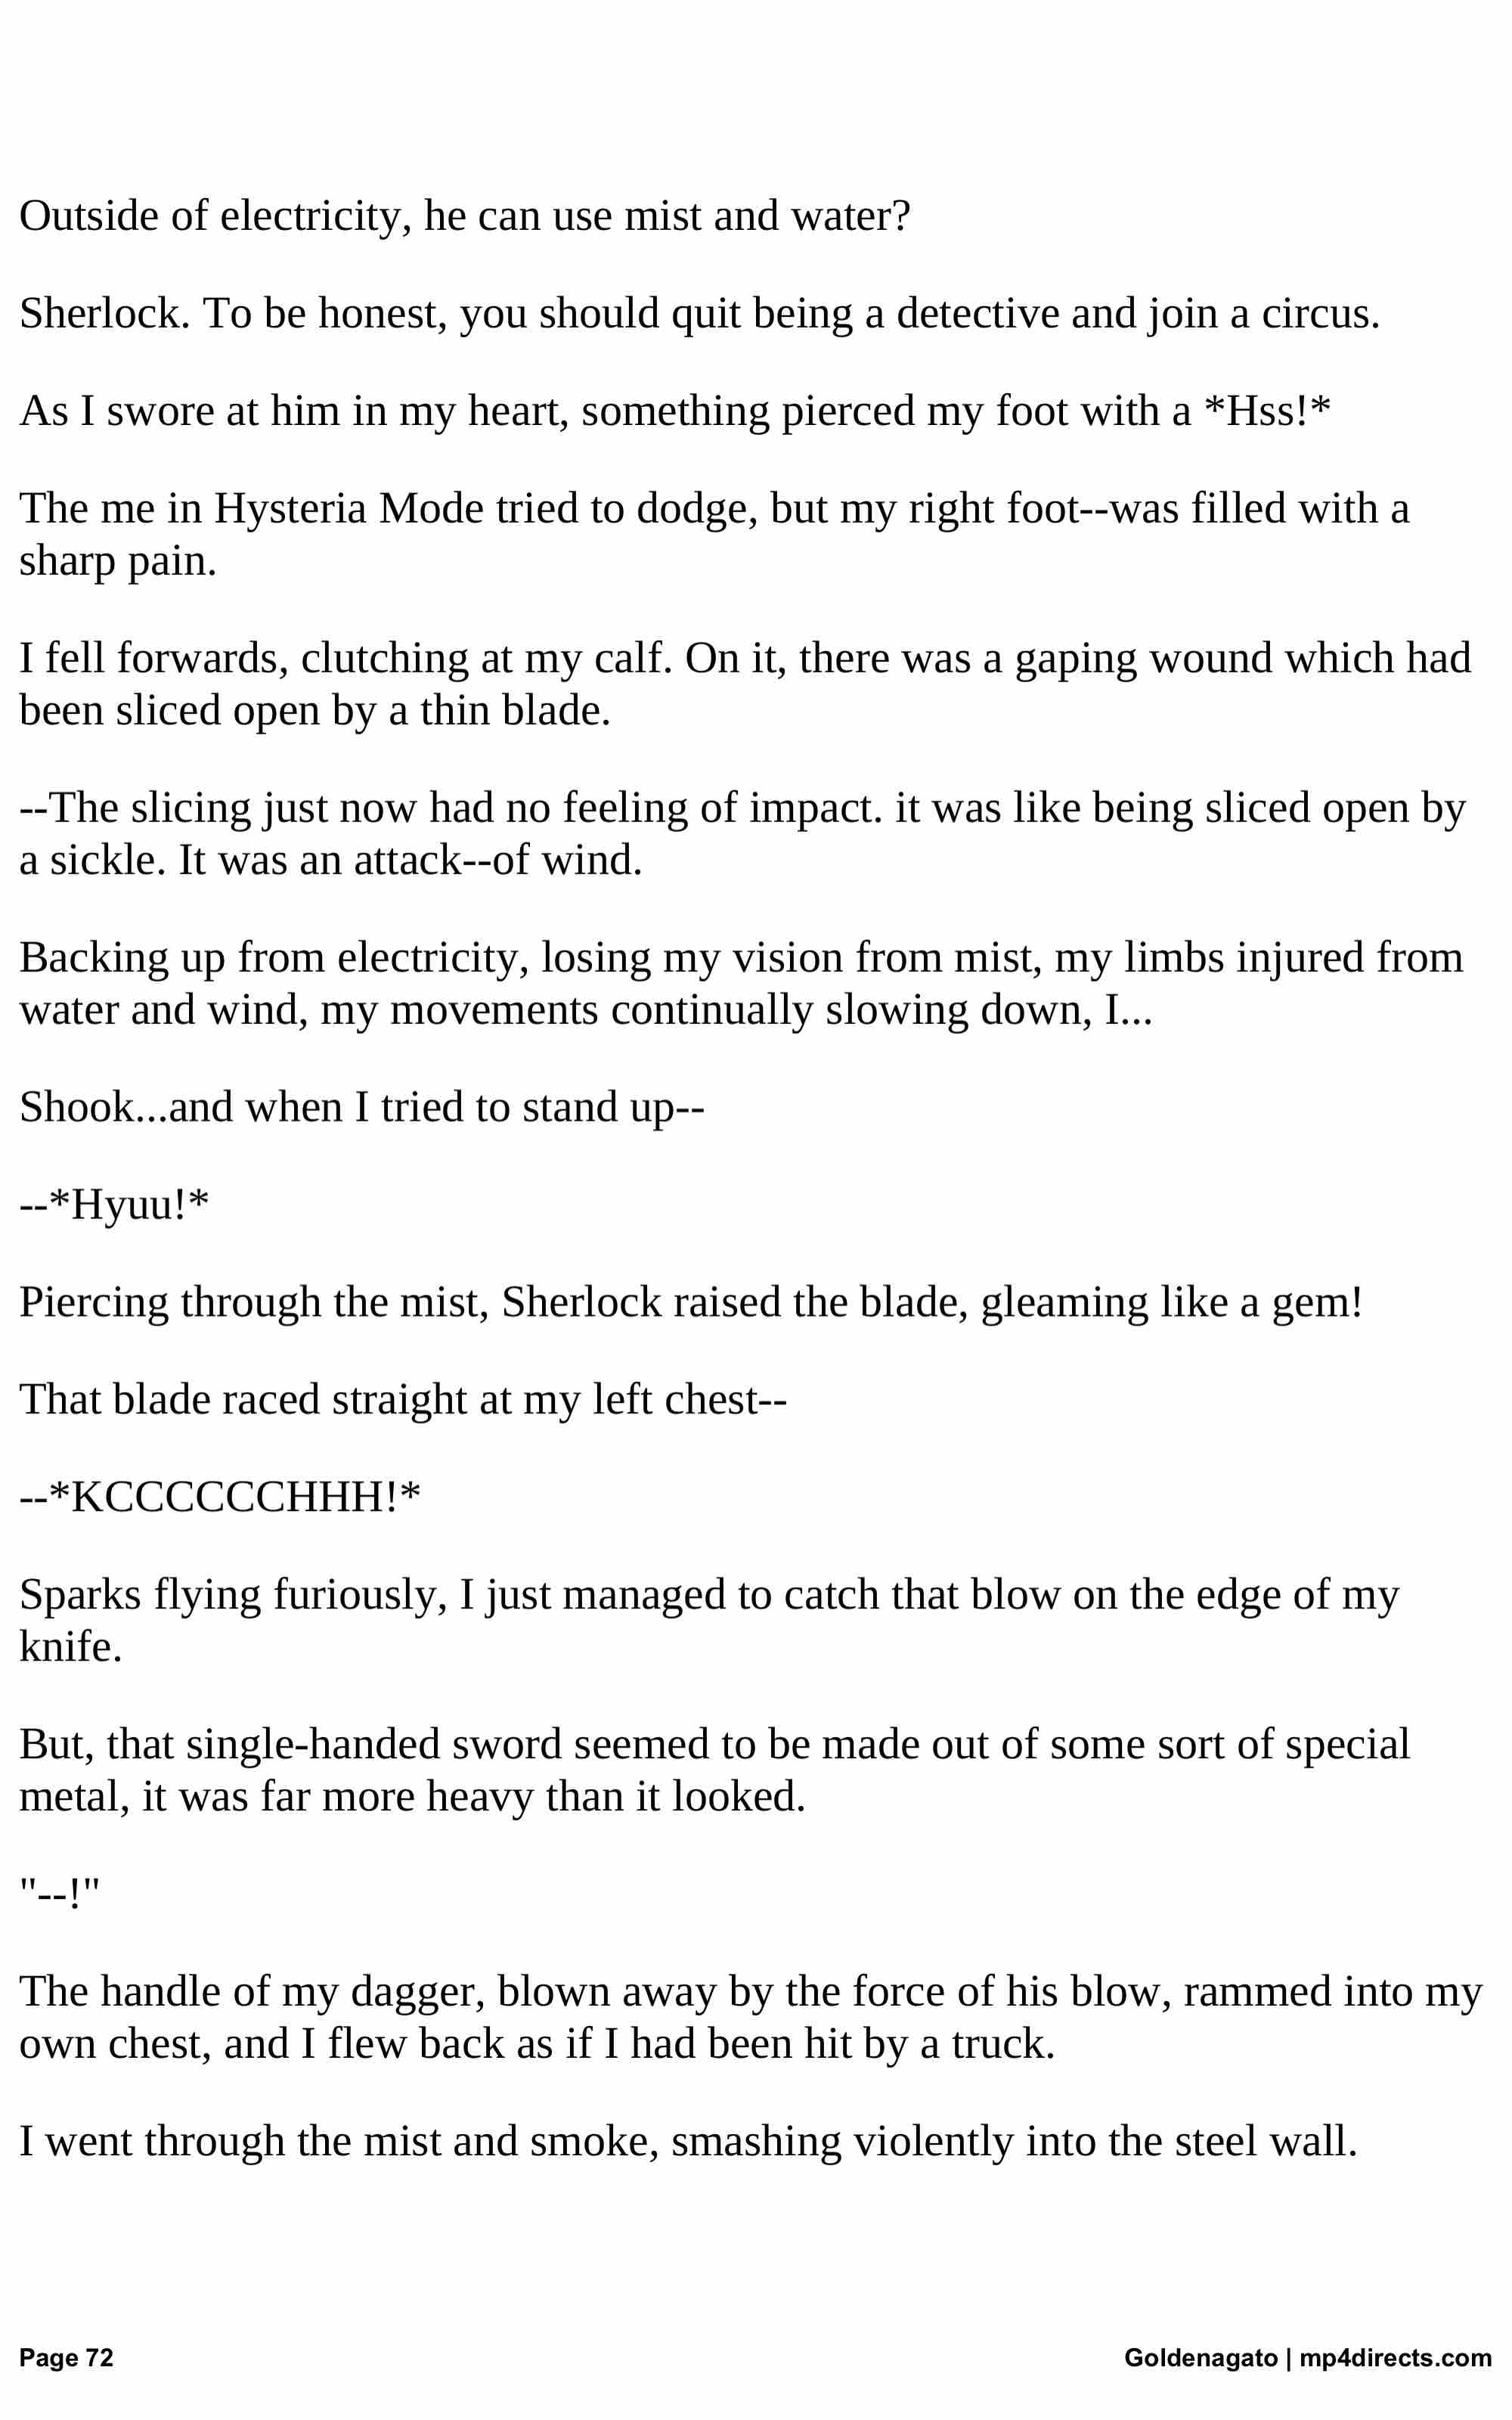 Outside of electricity, he can use mist and water?
Sherlock. To be honest, you should quit being a detective and join a circus.
As I swore at him in my heart, something pierced my foot with a *Hss!*
The me in Hysteria Mode tried to dodge, but my right foot--was filled with a
sharp pain.
I fell forwards, clutching at my calf. On it, there was a gaping wound which had
been sliced open by a thin blade.
--The slicing just now had no feeling of impact. it was like being sliced open by
a sickle. It was an attack--of wind.
Backing up from electricity, losing my vision from mist, my limbs injured from
water and wind, my movements continually slowing down, I...
Shook...and when I tried to stand up--
--*Hyuu!*
Piercing through the mist, Sherlock raised the blade, gleaming like a gem!
That blade raced straight at my left chest--
--*KCCCCCCHHH!*
Sparks flying furiously, I just managed to catch that blow on the edge of my
knife.
But, that single-handed sword seemed to be made out of some sort of special
metal, it was far more heavy than it looked.
"--!"
The handle of my dagger, blown away by the force of his blow, rammed into my
own chest, and I flew back as if I had been hit by a truck.
I went through the mist and smoke, smashing violently into the steel wall.
Page 72
Goldenagato | mp4directs.com